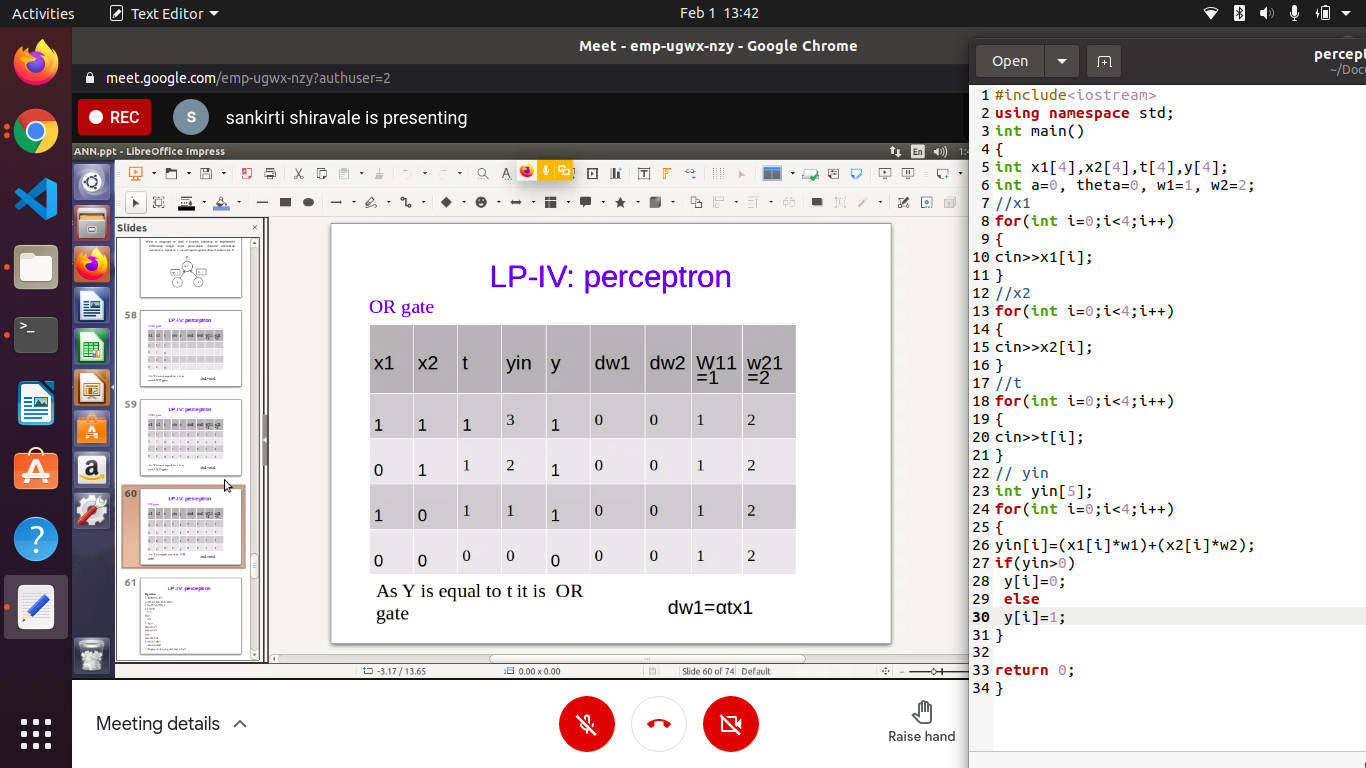 Activities
Text Editor
Feb 1 13:42
Meet - emp-ugwx-nzy - Google Chrome
meet.google.com/emp-ugwx-nzy?authuser=2
REC
S
sankirti shiravale is presenting
ANN.ppt - LibreOffice Impress
En
Slides
58
59
60
61
LP-IV: perceptron
LP-IV: perceptron
LP-IV: perceptron
LP-IV: perceptron
LP-IV: perceptron
OR gate
x1 x2 t yin y dw1 dw2 W11 =1 w21 =2
1 1 1 3 1 0 0 1 2
0 1 1 2 1 0 0 1 2
1 0 1 1 1 0 0 1 2
0 0 0 0 0 0 0 1 2
As Y is equal to t it is OR
gate
dw1=αtx1
-3.17 / 13.65
0.00 x 0.00
Slide 60 of 74
Default
Meeting details
Raise hand
Open
percept
~/Doc
1 #include<iostream>
2 using namespace std;
3 int main()
4 {
5 int x1[4],x2[4],t[4],y[4];
6 int a=0, theta=0, w1=1, w2=2;
7 //x1
8 for(int i=0;i<4;i++)
9 {
10 cin>>x1[i];
11 }
12 //x2
13 for(int i=0;i<4;i++)
14 {
15 cin>>x2[i];
16 }
17 //t
18 for(int i=0;i<4;i++)
19 {
20 cin>>t[i];
21 }
22 // yin
23 int yin[5];
24 for(int i=0;i<4;i++)
25 {
26 yin[i]=(x1[i]*w1)+(x2[i]*w2);
27 if(yin>0)
28 y[i]=0;
29 else
30 y[i]=1;
31 }
32
33 return 0;
34 }